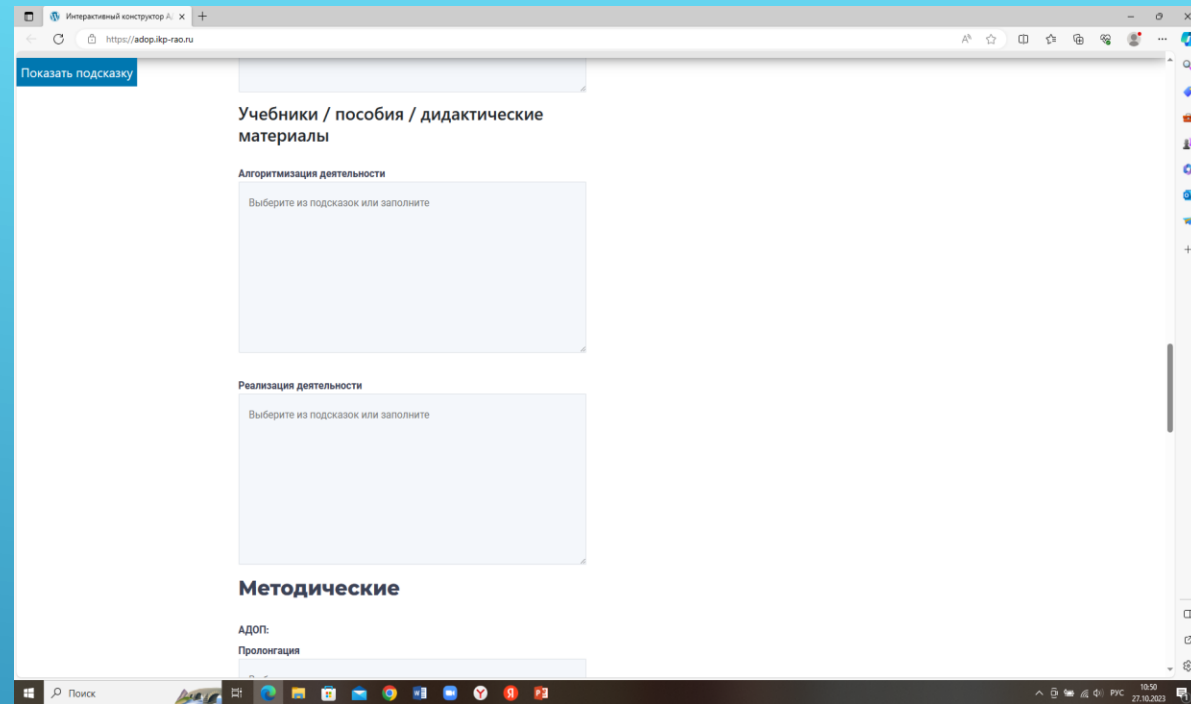 Интерактивный конструктор А
https://adop.ikp-rao.ru
Показать подсказку
Учебники / пособия / дидактические
материалы
Алгоритмизация деятельности
Выберите из подсказок или заполните
Реализация деятельности
Выберите из подсказок или заполните
Методические
АДОП:
Пролонгация
Поиск
РУС
10:50
27.10.2023